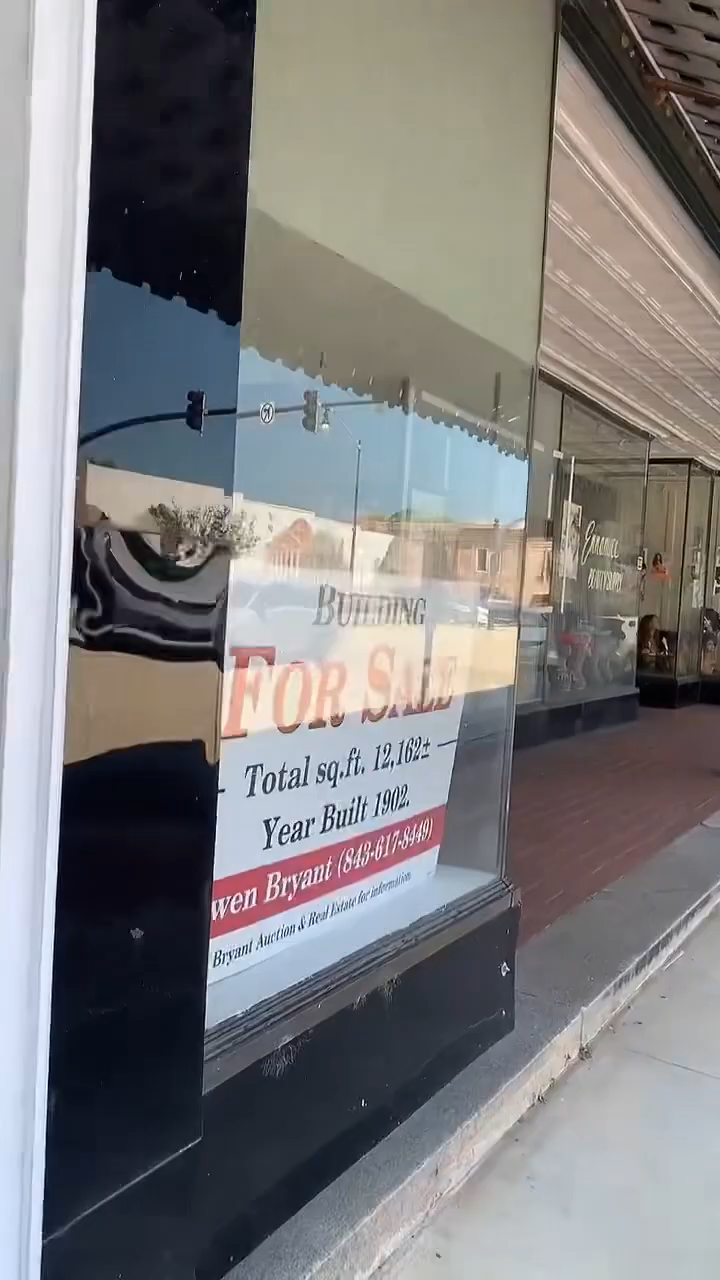 BUILDING
FOR SALE
Total sq.ft. 12,162±
Year Built 1902.
wen Bryant (843-617-8449)
Bryant Auction & Real Estate for information.